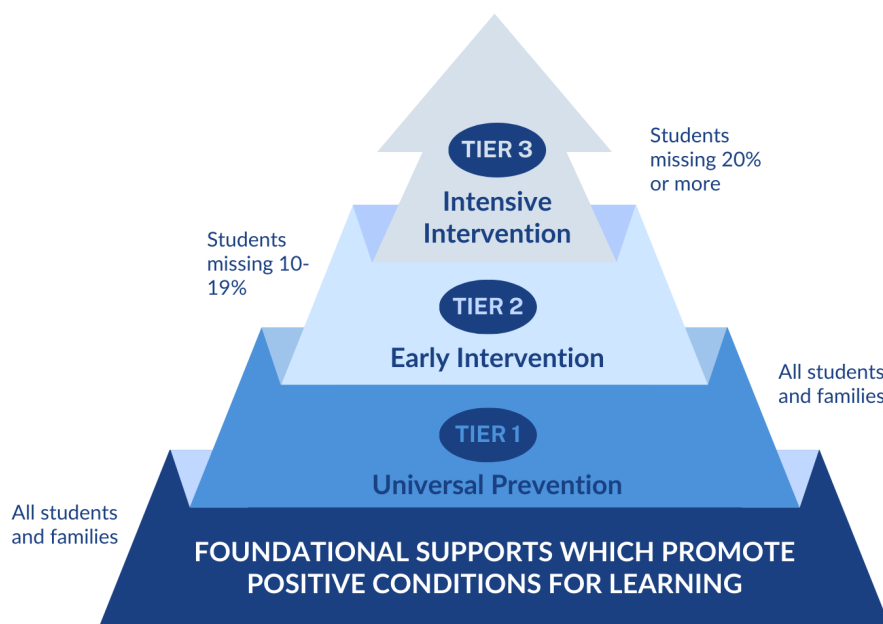 TIER 3
Intensive
Intervention
Students
missing 20%
or more
Students
missing 10-
19%
TIER 2
Early Intervention
All students
and families
TIER 1
Universal Prevention
All students
and families
FOUNDATIONAL SUPPORTS WHICH PROMOTE
POSITIVE CONDITIONS FOR LEARNING